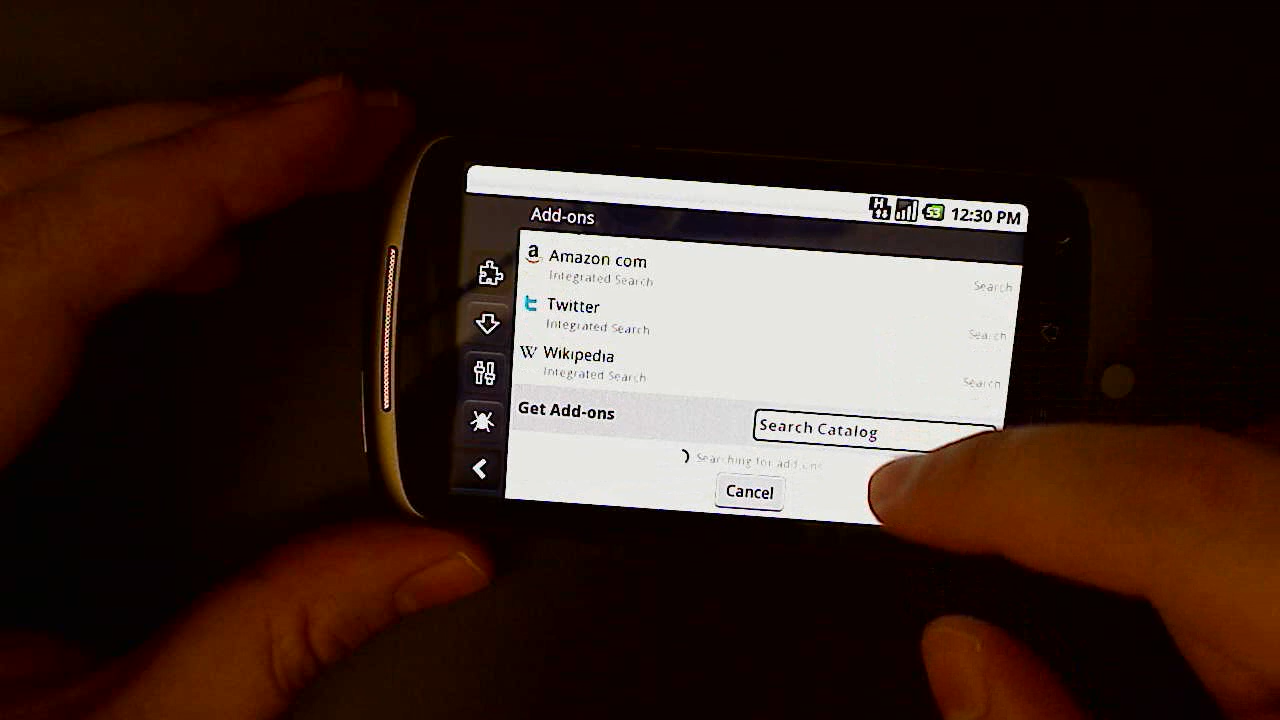 H 53 12:30 PM
Add-ons
a Amazon com
Integrated Search Search
Twitter
Integrated Search Search
W Wikipedia
Integrated Search Search
Get Add-ons Search Catalog
Searching for add ons
Cancel